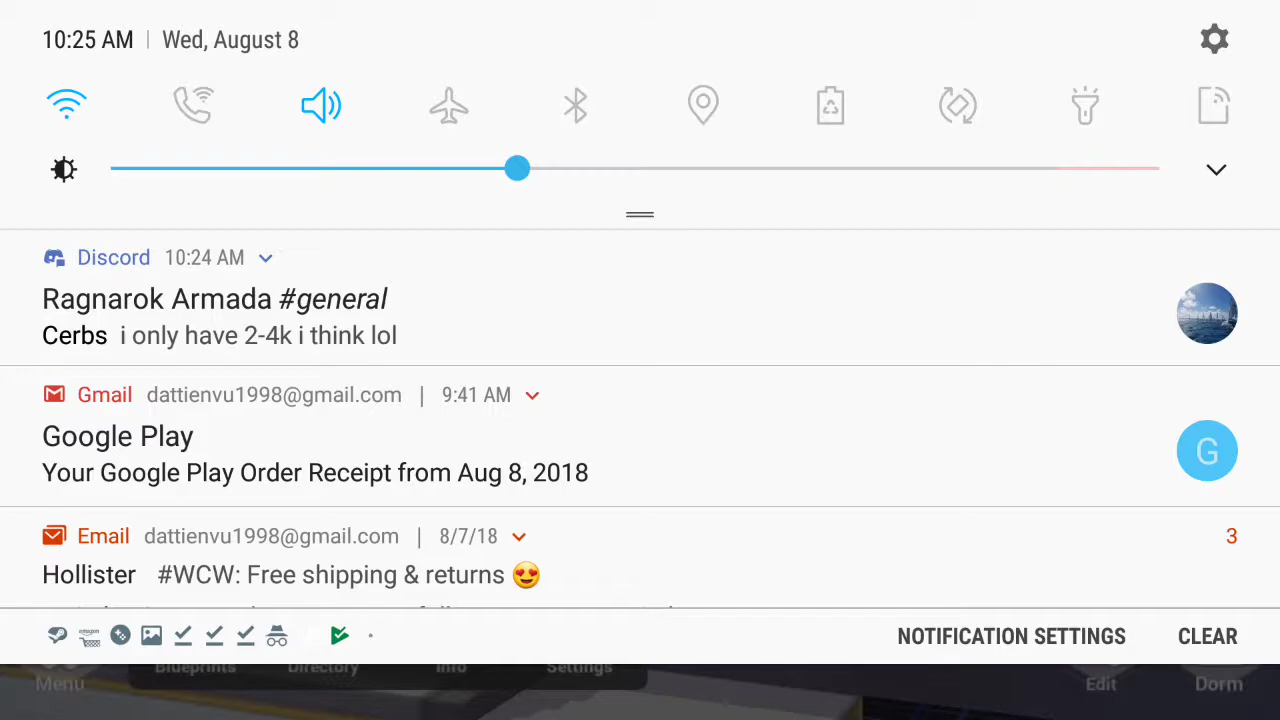 10:25 AM | Wed, August 8
Discord 10:24 AM
Ragnarok Armada #general
Cerbs i only have 2-4k i think lol
Gmail dattienvu1998@gmail.com | 9:41 AM
Google Play
G
Your Google Play Order Receipt from Aug 8, 2018
Email dattienvu1998@gmail.com | 8/7/18 3
Hollister #WCW: Free shipping & returns 😍
NOTIFICATION SETTINGS CLEAR
Blueprints Directory Info Settings
Menu Edit Dorm